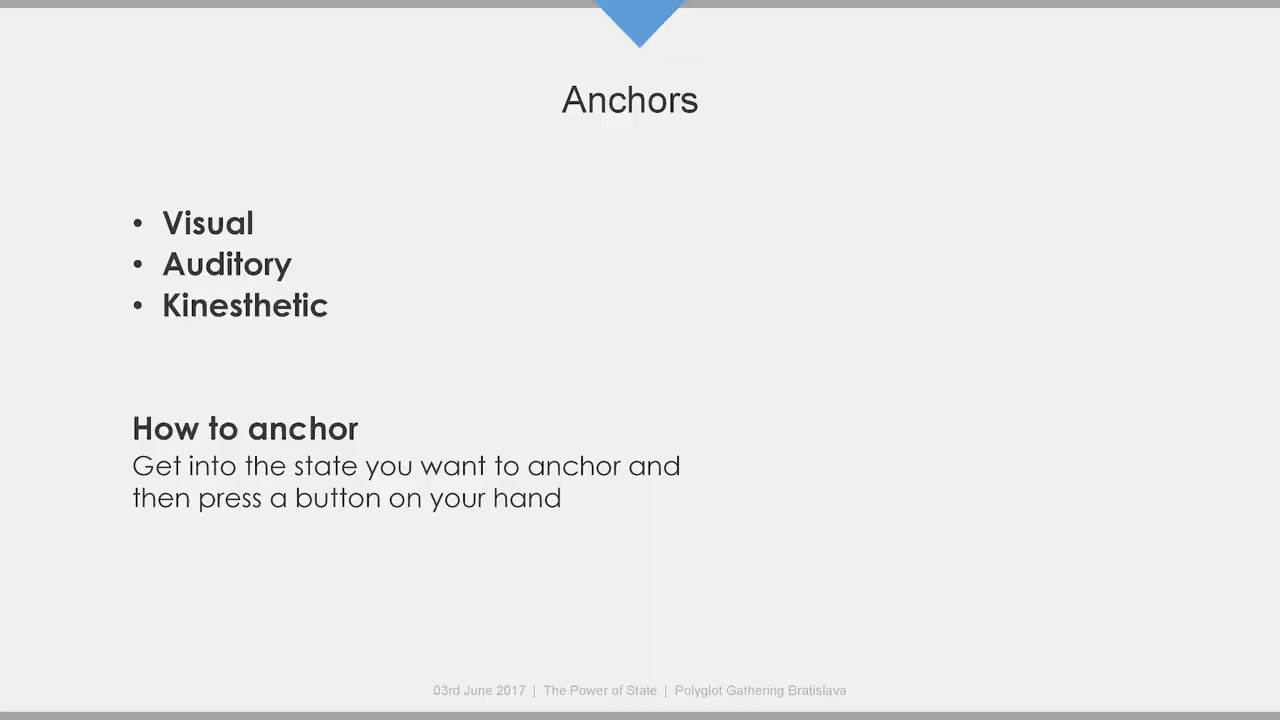 Anchors
• Visual
• Auditory
• Kinesthetic
How to anchor
Get into the state you want to anchor and
then press a button on your hand
03rd June 2017 | The Power of State | Polyglot Gathering Bratislava